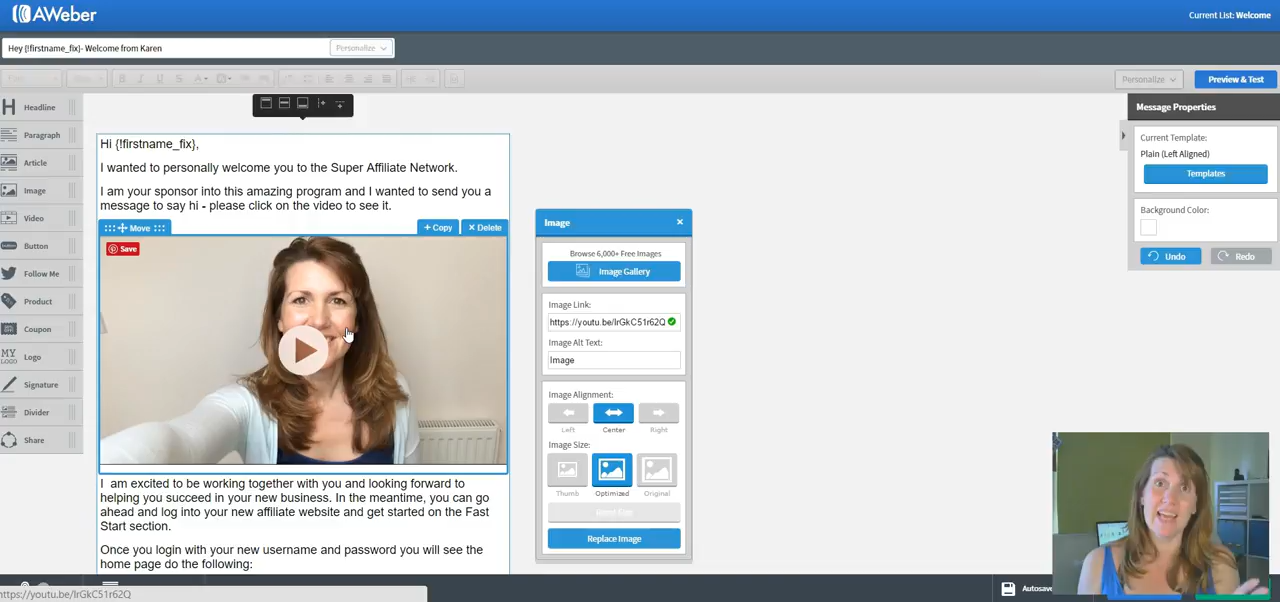 AWeber
Current List: Welcome
Hey {!firstname_fix}- Welcome from Karen
Personalize
Personalize
Preview & Test
Headline
Paragraph
Article
Image
Video
Button
Follow Me
Product
Coupon
MY LOGO
Logo
Signature
Divider
Share
Hi {!firstname_fix},
I wanted to personally welcome you to the Super Affiliate Network.
I am your sponsor into this amazing program and I wanted to send you a
message to say hi - please click on the video to see it.
Move
+ Copy
Delete
Save
I am excited to be working together with you and looking forward to
helping you succeed in your new business. In the meantime, you can go
ahead and log into your new affiliate website and get started on the Fast
Start section.
Once you login with your new username and password you will see the
home page do the following:
Image
Browse 6,000+ Free Images
Image Gallery
Image Link:
https://youtu.be/IrGkC51r62Q
Image Alt Text:
Image
Image Alignment:
Left
Center
Right
Image Size:
Thumb
Optimized
Original
Replace Image
Message Properties
Current Template:
Plain (Left Aligned)
Templates
Background Color:
Undo
Redo
https://youtu.be/IrGkC51r62Q